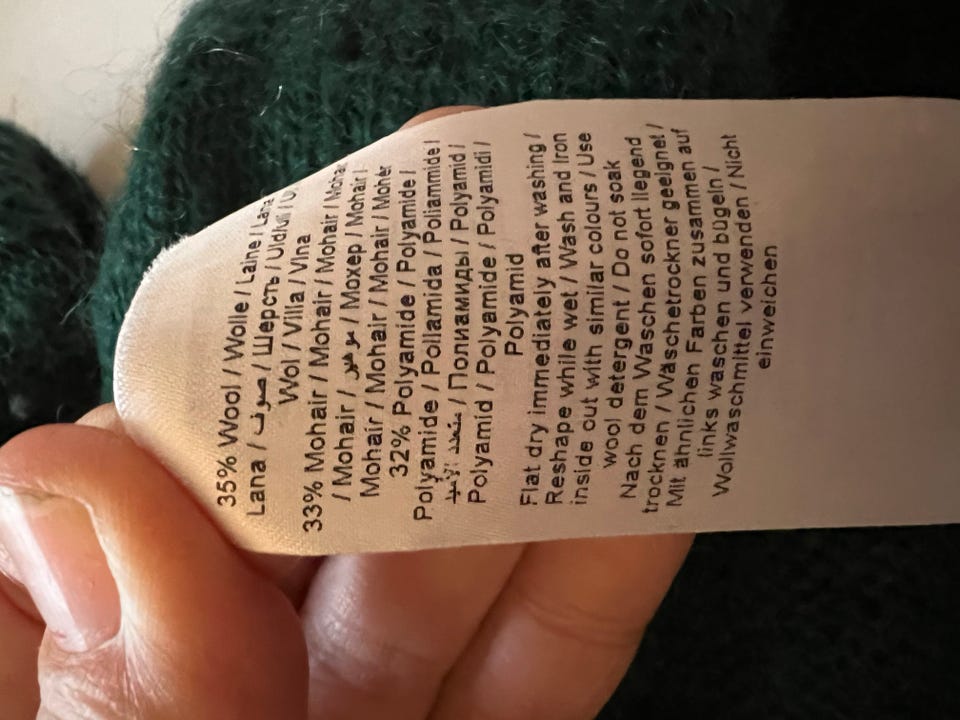 35% Wool / Wolle / Laine / Lana
Lana / صوف / Шерсть / Uld/ull / U
Wol / Villa / Vlna
33% Mohair / Mohair / Mohair / Mohair
/ Mohair / موهير / Мохер / Mohair /
Mohair / Mohair / Mohair / Moher
32% Polyamide / Polyamide /
Polyamide / Poliamida / Poliammide /
متعدد الأميد / Полиамиды / Polyamid /
Polyamid / Polyamide / Polyamidi /
Polyamid
Flat dry immediately after washing /
Reshape while wet / Wash and Iron
inside out with similar colours / Use
wool detergent / Do not soak
Nach dem Waschen sofort liegend
trocknen / Wäschetrockner geeignet /
Mit ähnlichen Farben zusammen auf
links waschen und bügeln /
Wollwaschmittel verwenden / Nicht
einweichen